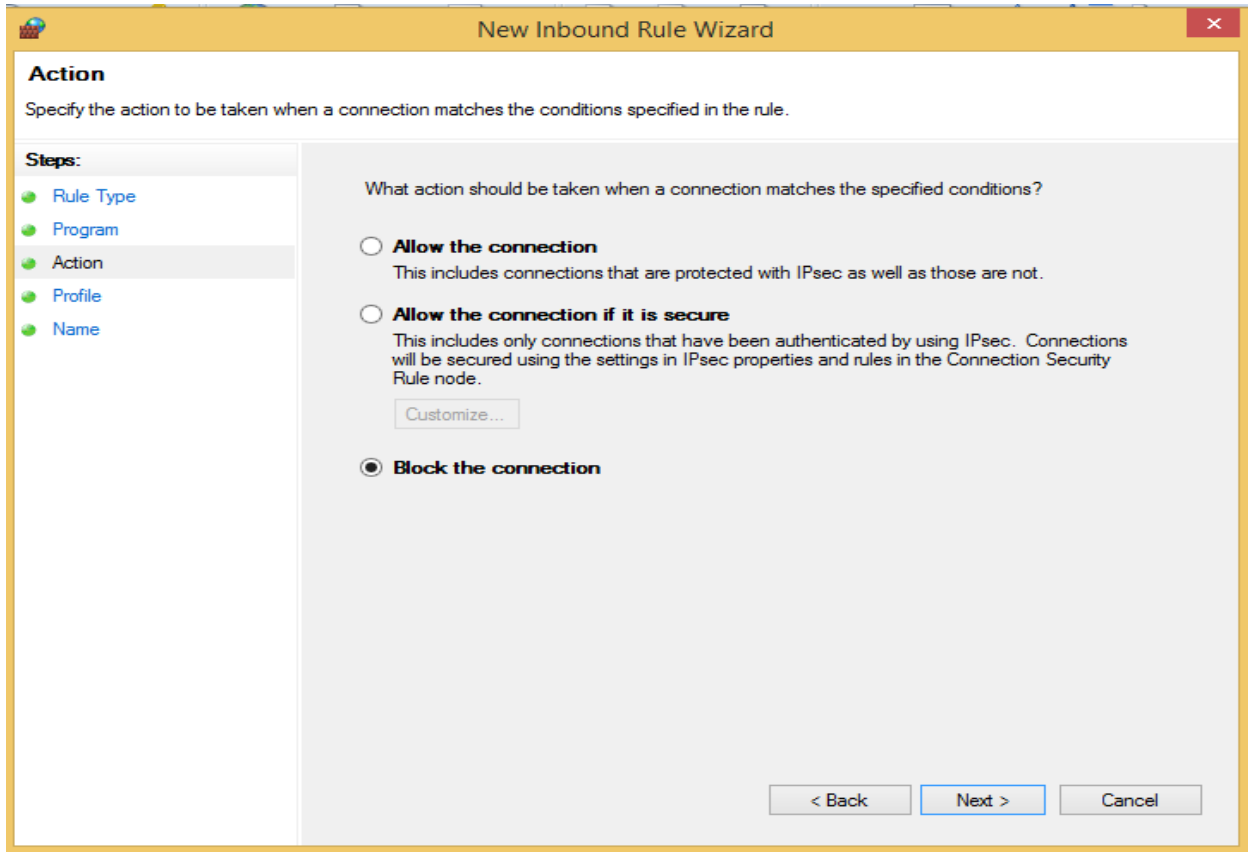 New Inbound Rule Wizard
Action
Specify the action to be taken when a connection matches the conditions specified in the rule.
Steps:
Rule Type
Program
Action
Profile
Name
What action should be taken when a connection matches the specified conditions?
Allow the connection
This includes connections that are protected with IPsec as well as those are not.
Allow the connection if it is secure
This includes only connections that have been authenticated by using IPsec. Connections
will be secured using the settings in IPsec properties and rules in the Connection Security
Rule node.
Customize...
Block the connection
< Back
Next >
Cancel